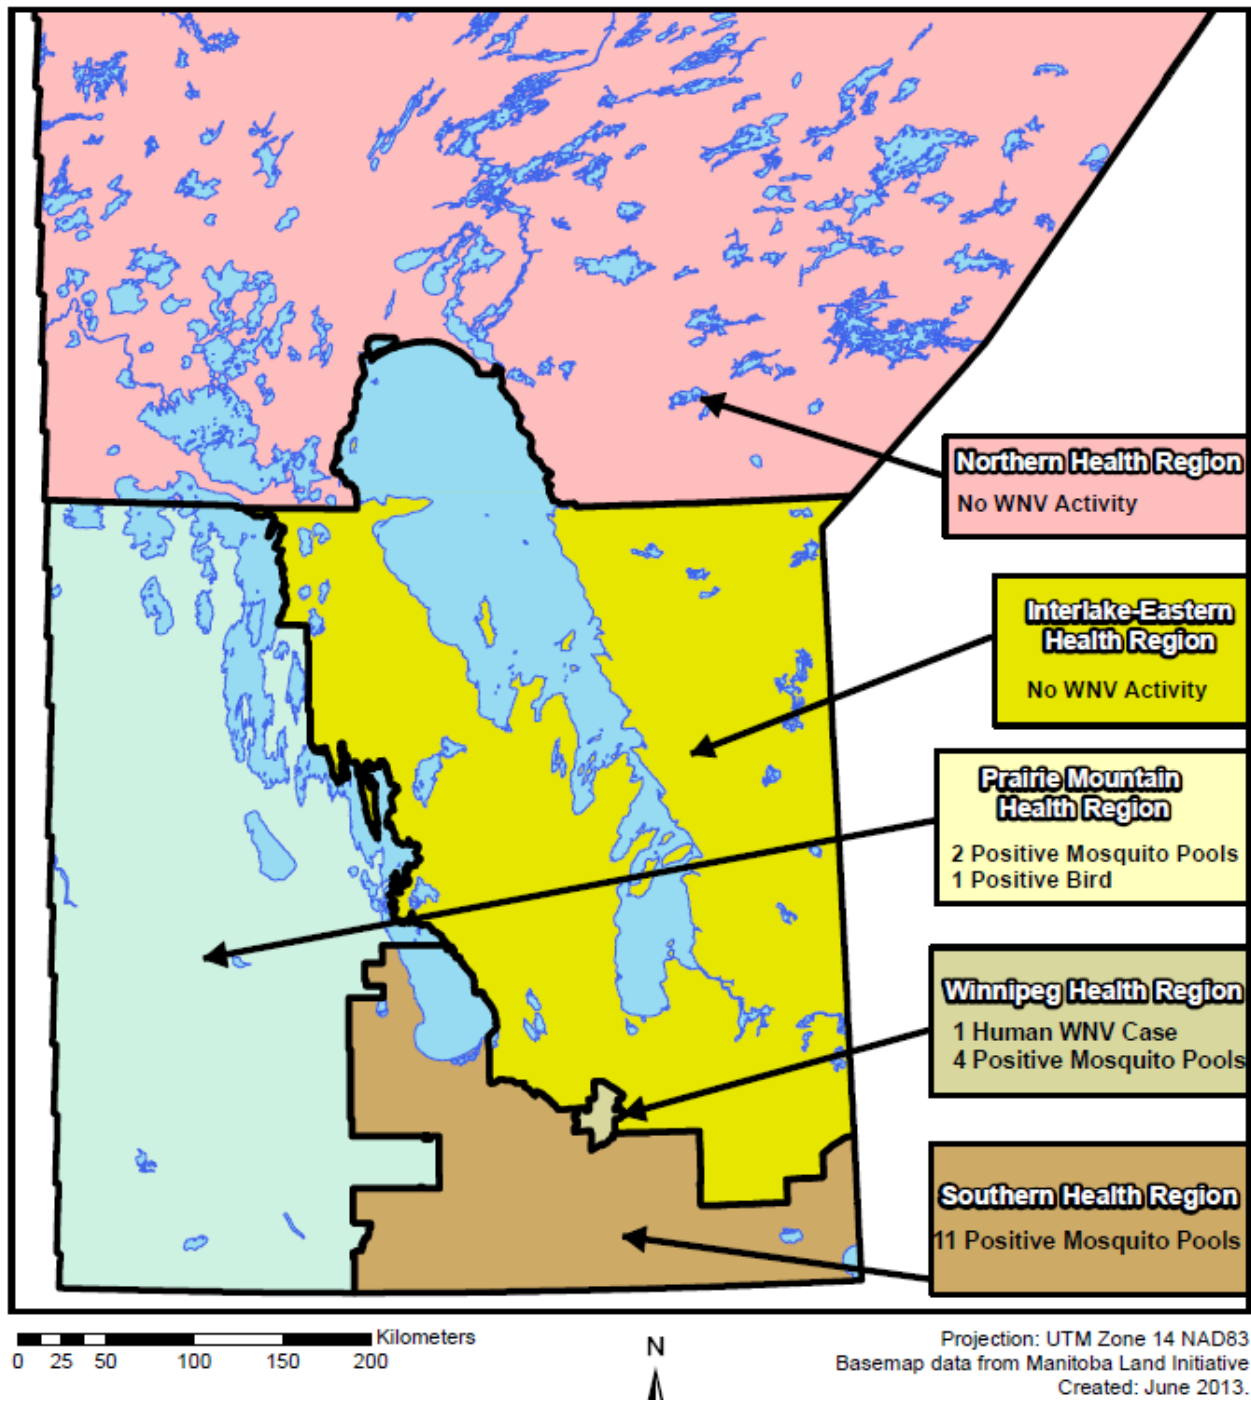 Northern Health Region
No WNV Activity
Interlake-Eastern
Health Region
No WNV Activity
Prairie Mountain
Health Region
2 Positive Mosquito Pools
1 Positive Bird
Winnipeg Health Region
1 Human WNV Case
4 Positive Mosquito Pools
Southern Health Region
11 Positive Mosquito Pools
Kilometers
0 25 50 100 150 200
N
Projection: UTM Zone 14 NAD83
Basemap data from Manitoba Land Initiative
Created: June 2013.